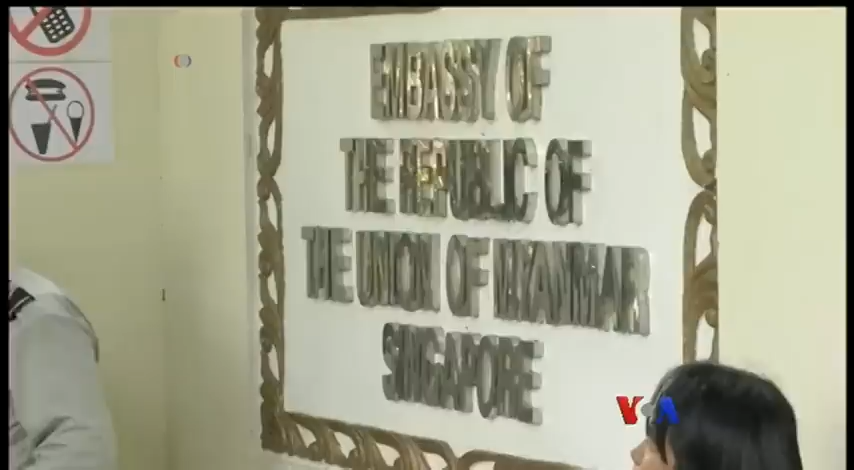 EMBASSY OF
THE REPUBLIC OF
THE UNION OF MYANMAR
SINGAPORE
VOA